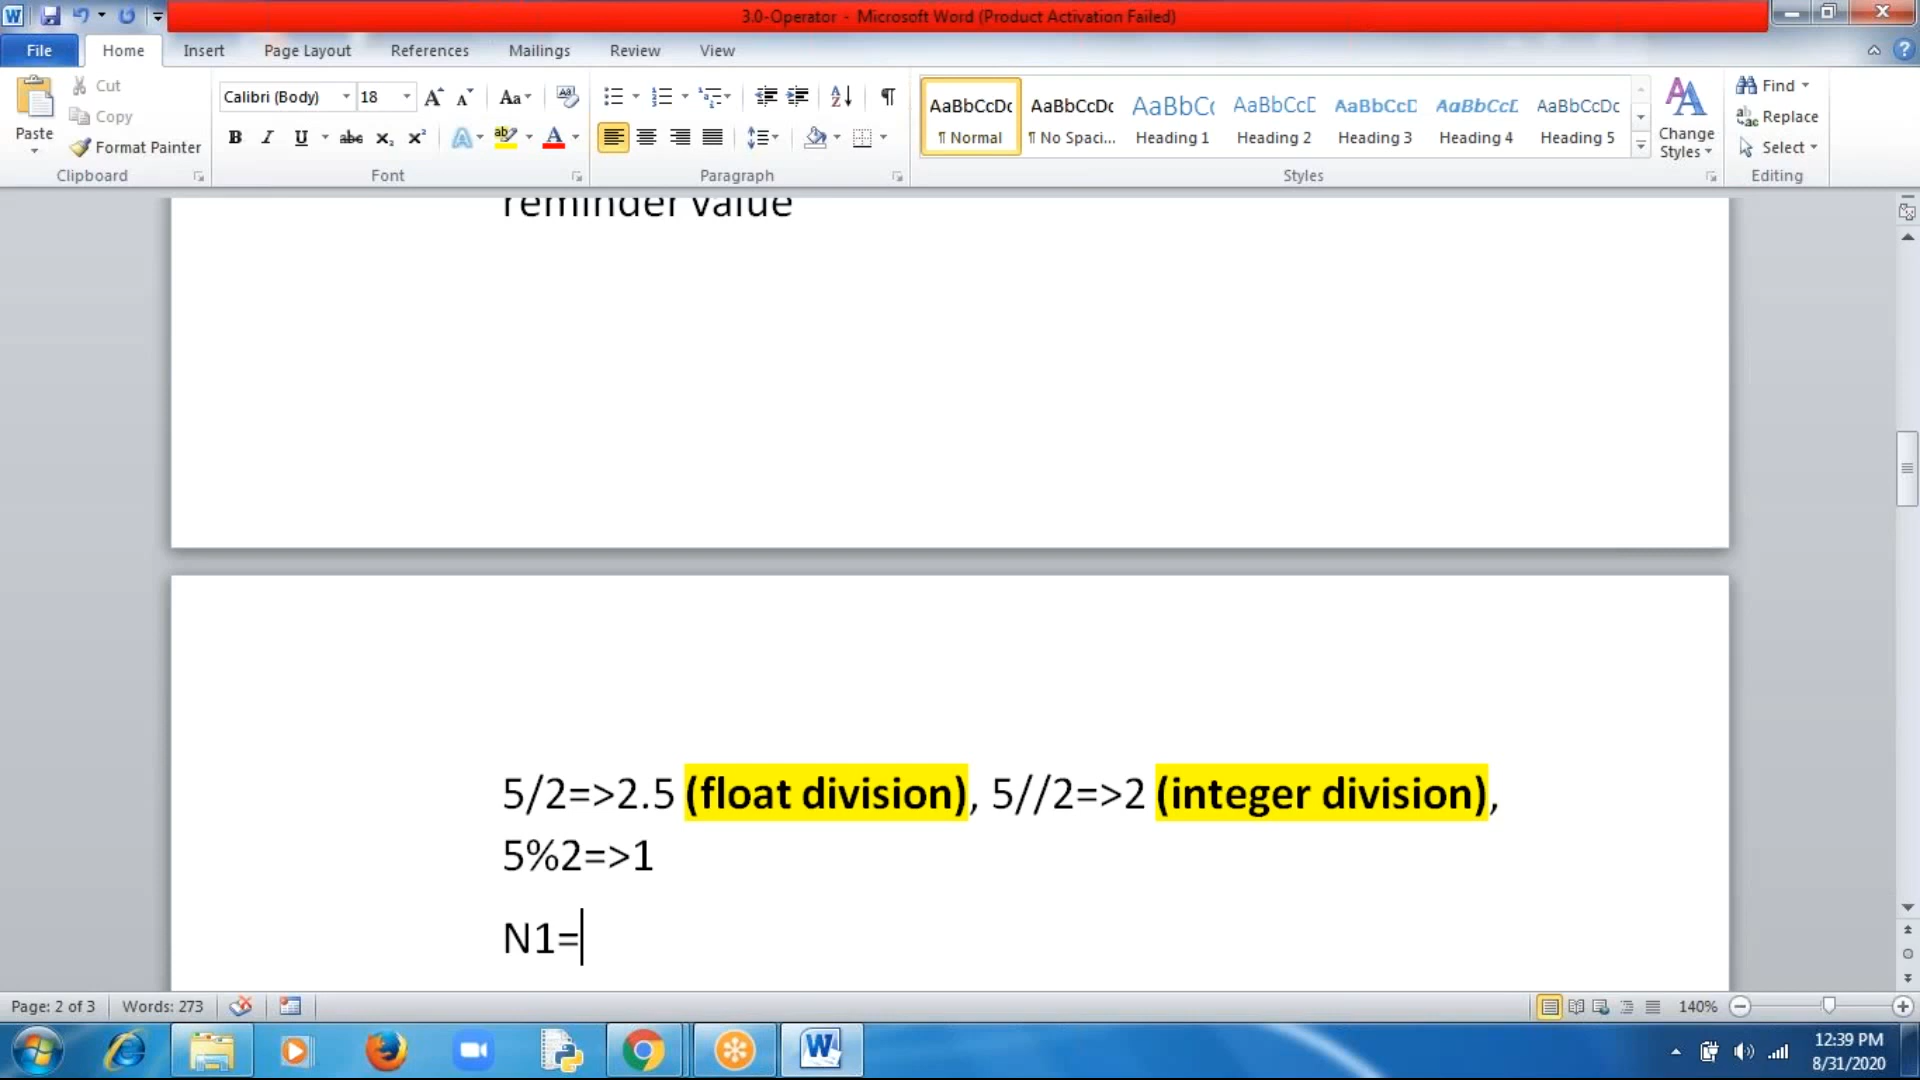 3.0-Operator - Microsoft Word (Product Activation Failed)
File Home Insert Page Layout References Mailings Review View
Paste
Cut
Copy
Format Painter
Clipboard
Calibri (Body) 18
Font
Paragraph
AaBbCcDc AaBbCcDc AaBbC AaBbCcD AaBbCcD AaBbCcD AaBbCcDc
¶ Normal ¶ No Spaci... Heading 1 Heading 2 Heading 3 Heading 4 Heading 5
Styles
Change Styles
Find
Replace
Select
Editing
reminder value
5/2=>2.5 (float division), 5//2=>2 (integer division),
5%2=>1
N1=
Page: 2 of 3 Words: 273 140%
12:39 PM
8/31/2020